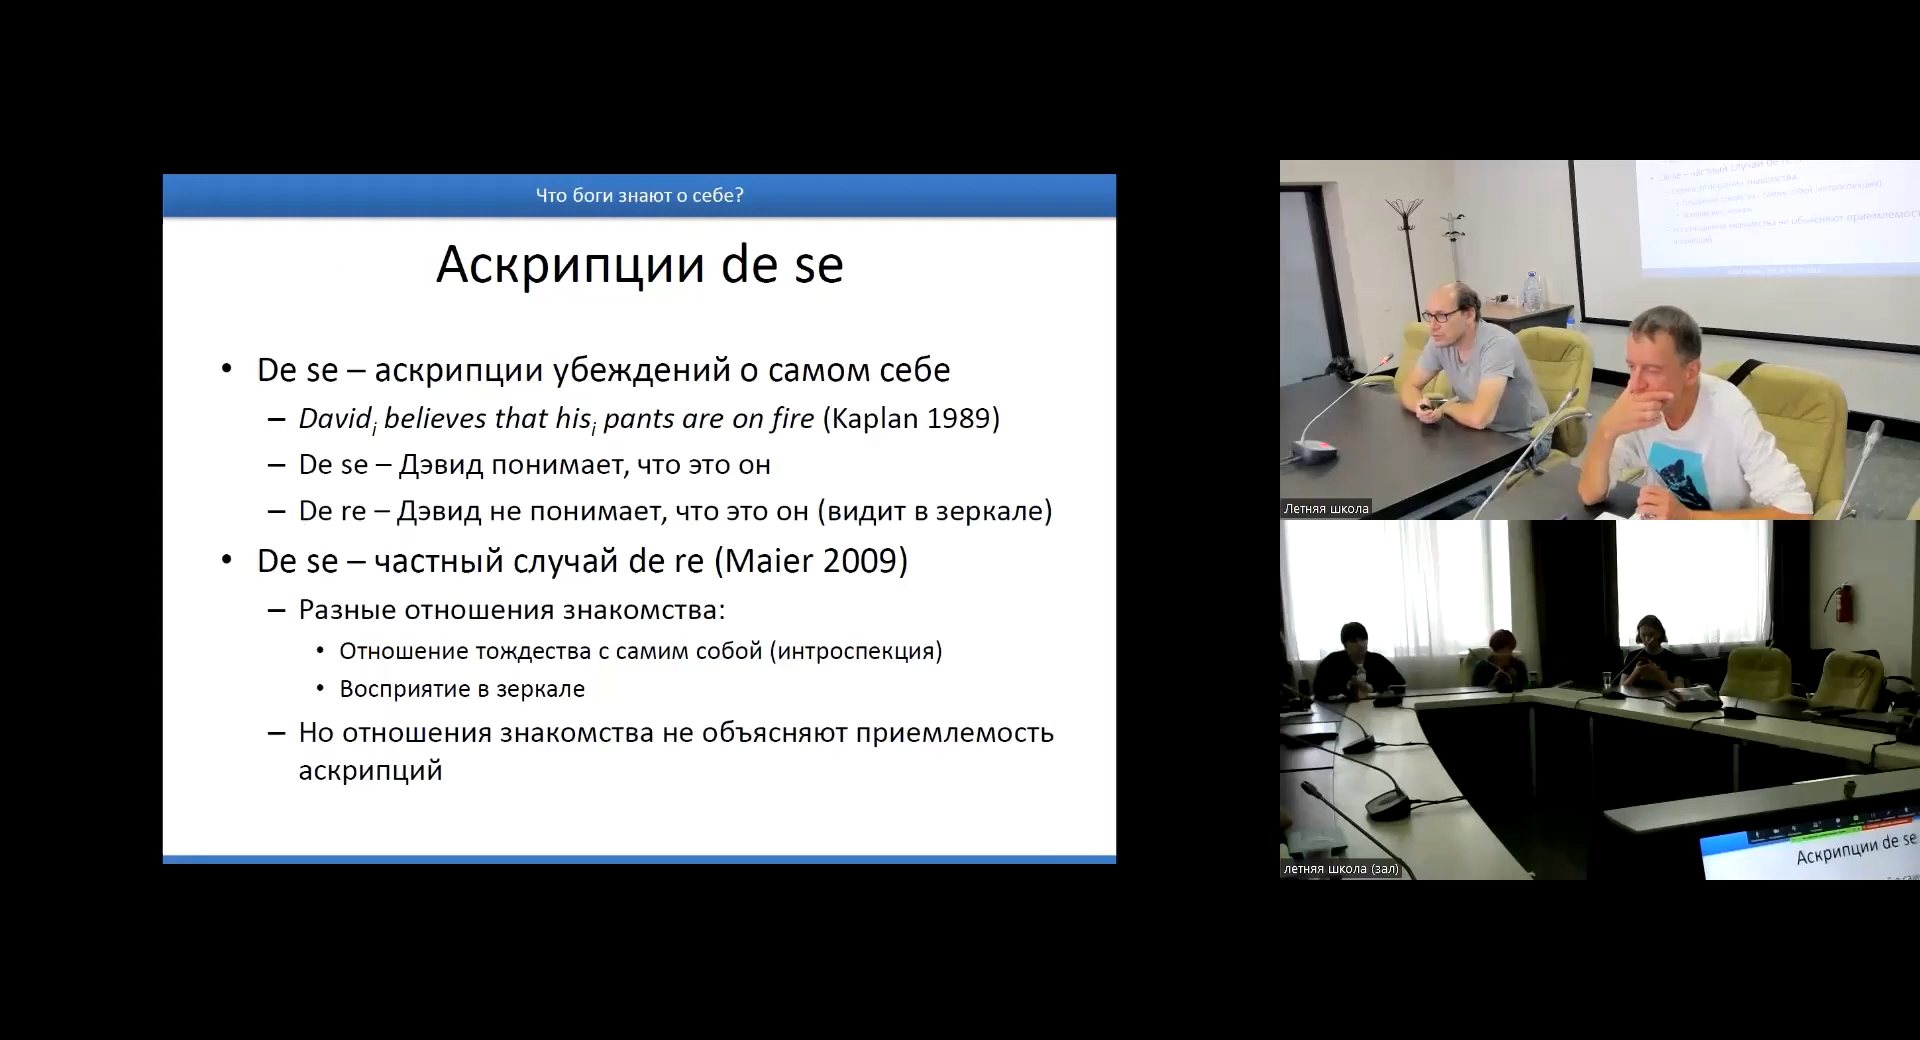 Что боги знают о себе?
Аскрипции de se
• De se – аскрипции убеждений о самом себе
– Davidi believes that hisi pants are on fire (Kaplan 1989)
– De se – Дэвид понимает, что это он
– De re – Дэвид не понимает, что это он (видит в зеркале)
• De se – частный случай de re (Maier 2009)
– Разные отношения знакомства:
• Отношение тождества с самим собой (интроспекция)
• Восприятие в зеркале
– Но отношения знакомства не объясняют приемлемость
аскрипций
Летняя школа
летняя школа (зал)
Аскрипции de se